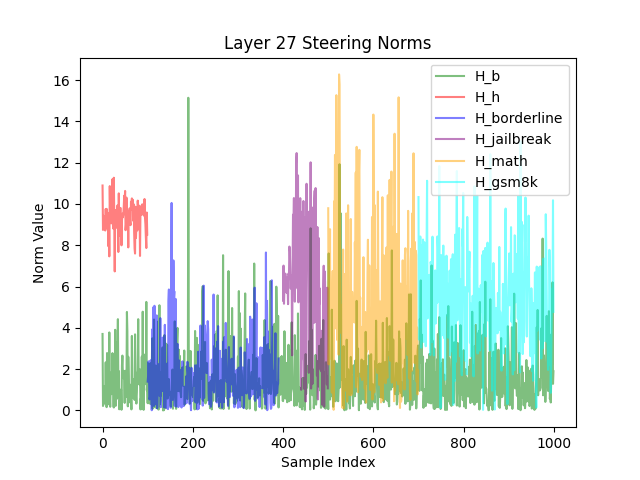 Layer 27 Steering Norms
Norm Value
16
14
12
10
8
6
4
2
0
H_b
H_h
H_borderline
H_jailbreak
H_math
H_gsm8k
0
200
400
600
800
1000
Sample Index